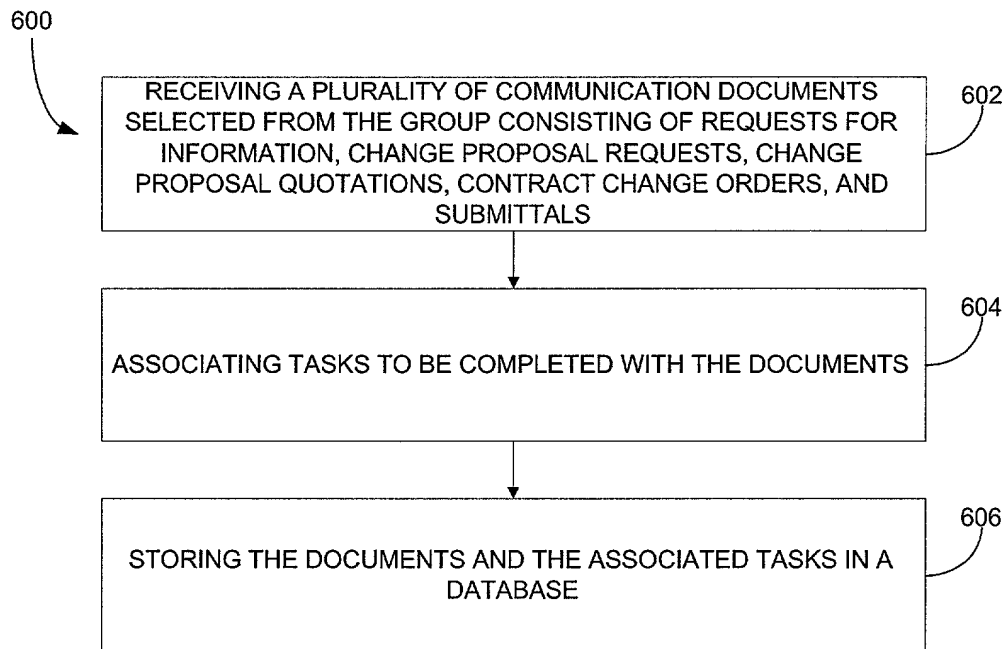 600
RECEIVING A PLURALITY OF COMMUNICATION DOCUMENTS
SELECTED FROM THE GROUP CONSISTING OF REQUESTS FOR
INFORMATION, CHANGE PROPOSAL REQUESTS, CHANGE
PROPOSAL QUOTATIONS, CONTRACT CHANGE ORDERS, AND
SUBMITTALS
602
ASSOCIATING TASKS TO BE COMPLETED WITH THE DOCUMENTS
604
STORING THE DOCUMENTS AND THE ASSOCIATED TASKS IN A
DATABASE
606